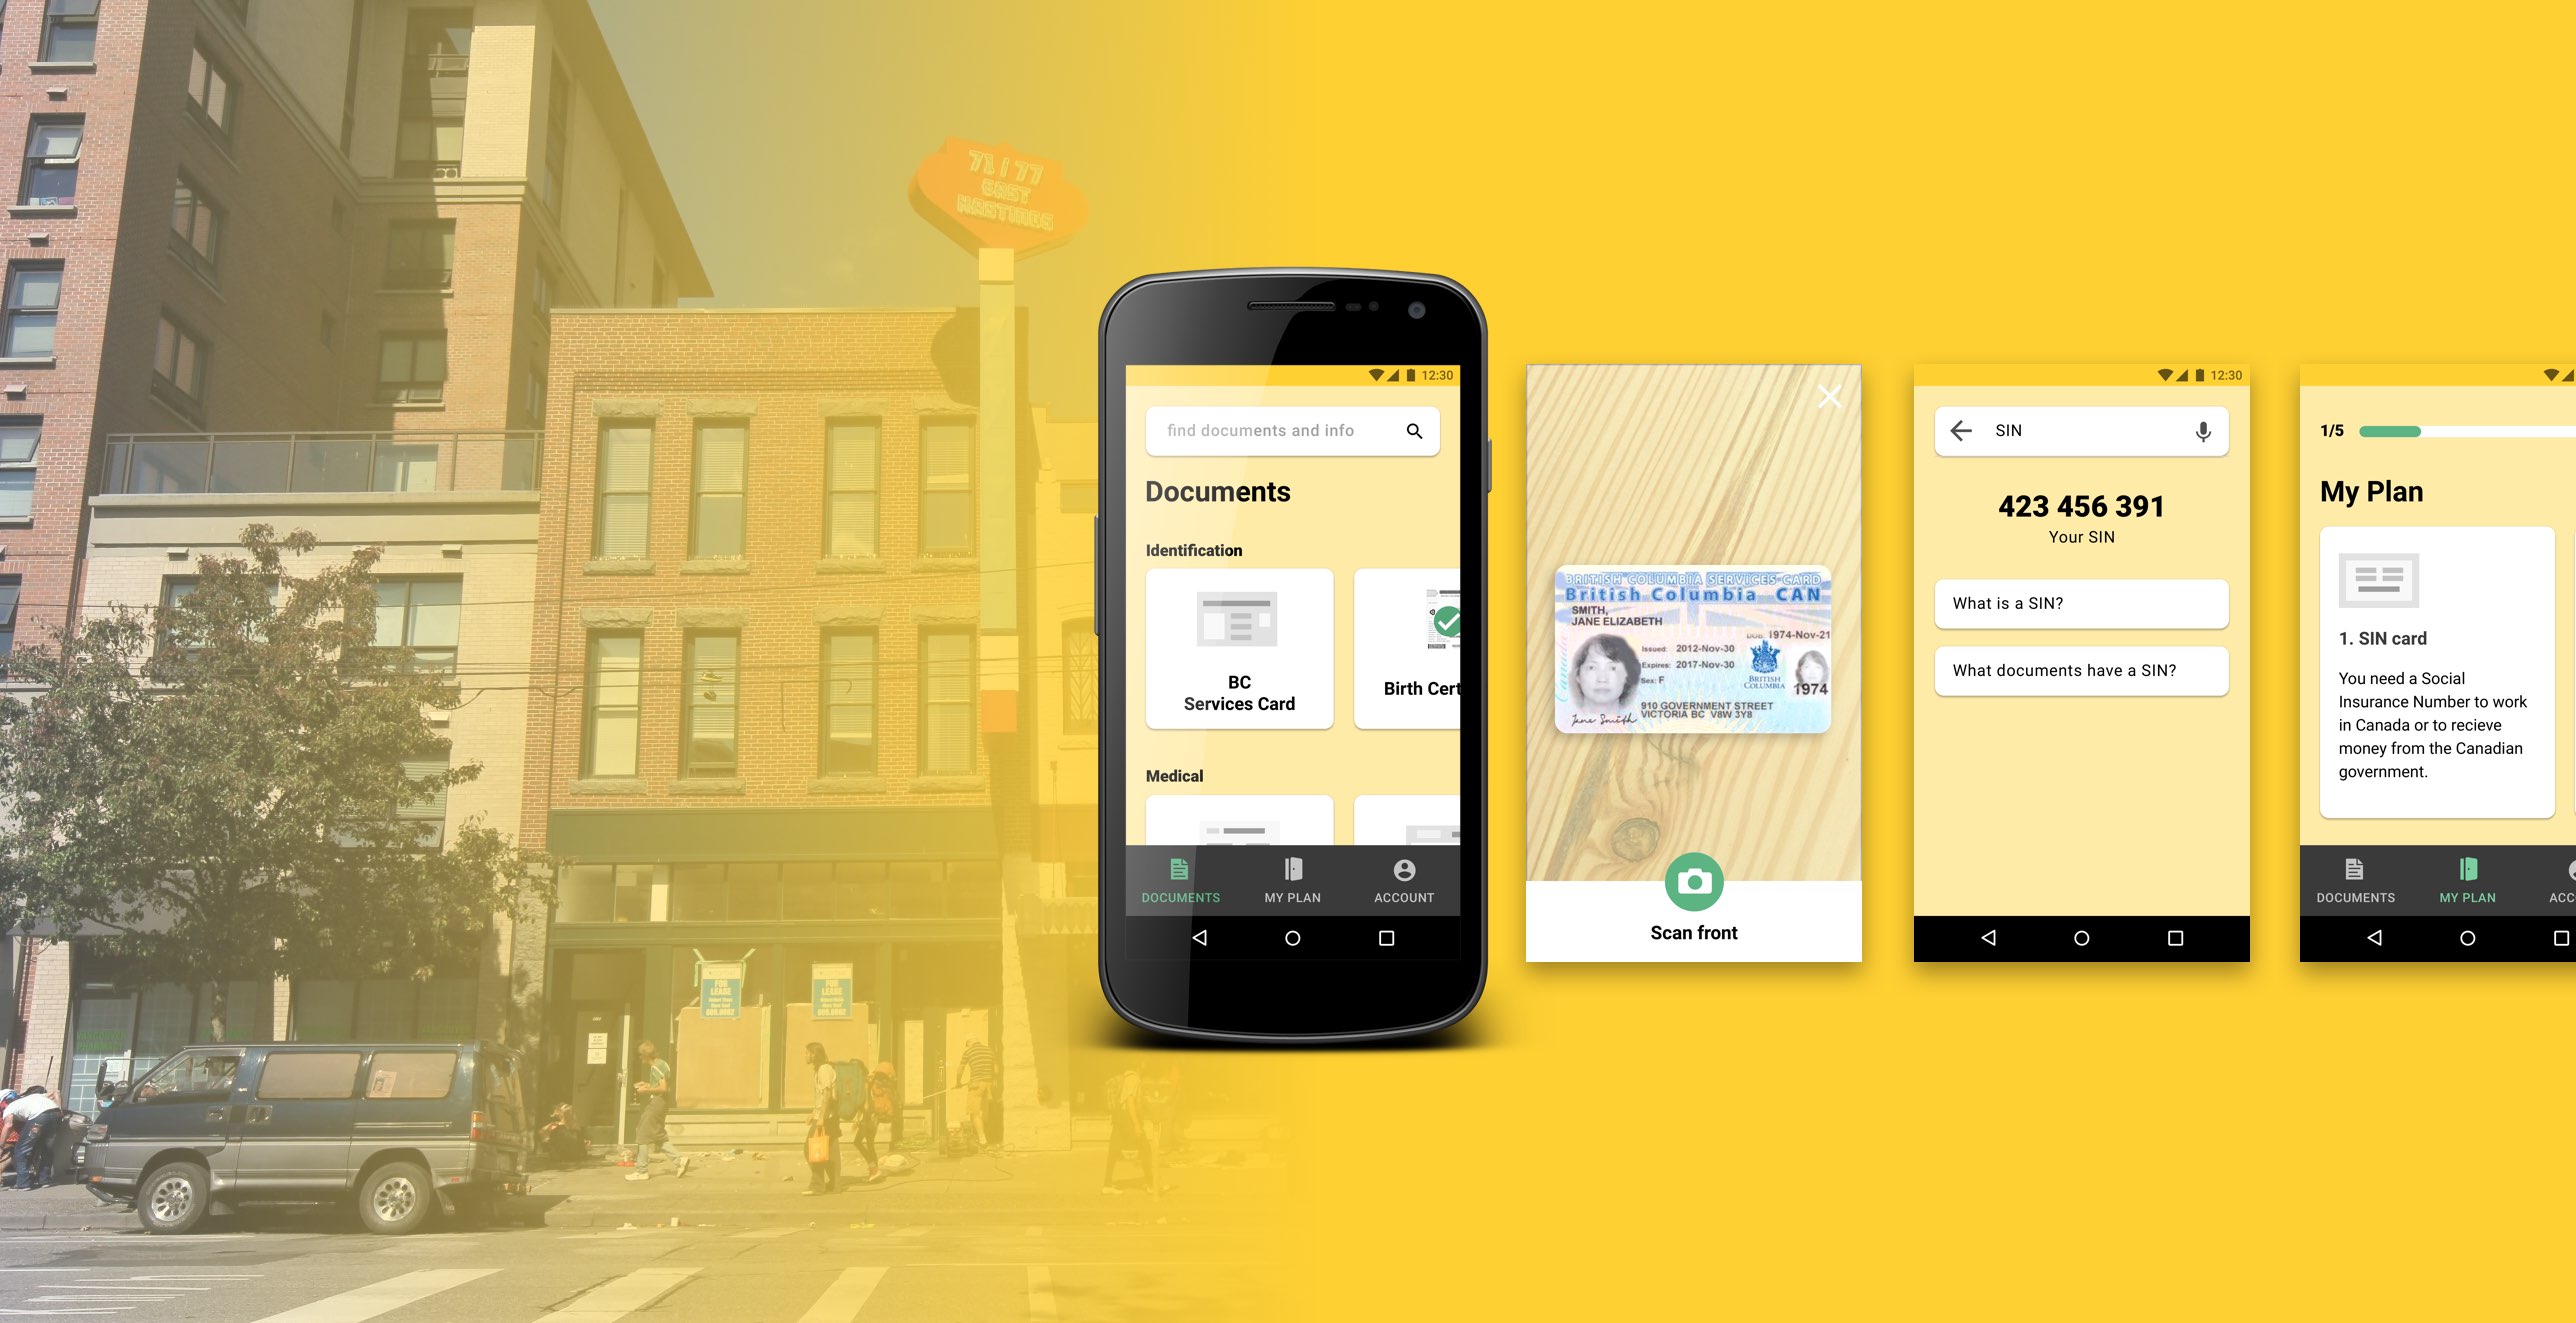 71 | 77
EAST
HASTINGS
FOR
LEASE
FOR
LEASE
12:30
find documents and info
Documents
Identification
BC
Services Card
Birth Cert
Medical
DOCUMENTS
MY PLAN
ACCOUNT
BRITISH COLUMBIA SERVICES CARD
British Columbia CAN
SMITH,
JANE ELIZABETH
DOB: 1974-Nov-21
Issued: 2012-Nov-30
Expires: 2017-Nov-30
Sex: F
BRITISH
COLUMBIA
1974
910 GOVERNMENT STREET
VICTORIA BC V8W 3Y8
Jane Smith
Canada
Scan front
12:30
SIN
423 456 391
Your SIN
What is a SIN?
What documents have a SIN?
1/5
My Plan
1. SIN card
You need a Social
Insurance Number to work
in Canada or to recieve
money from the Canadian
government.
DOCUMENTS
MY PLAN
ACC